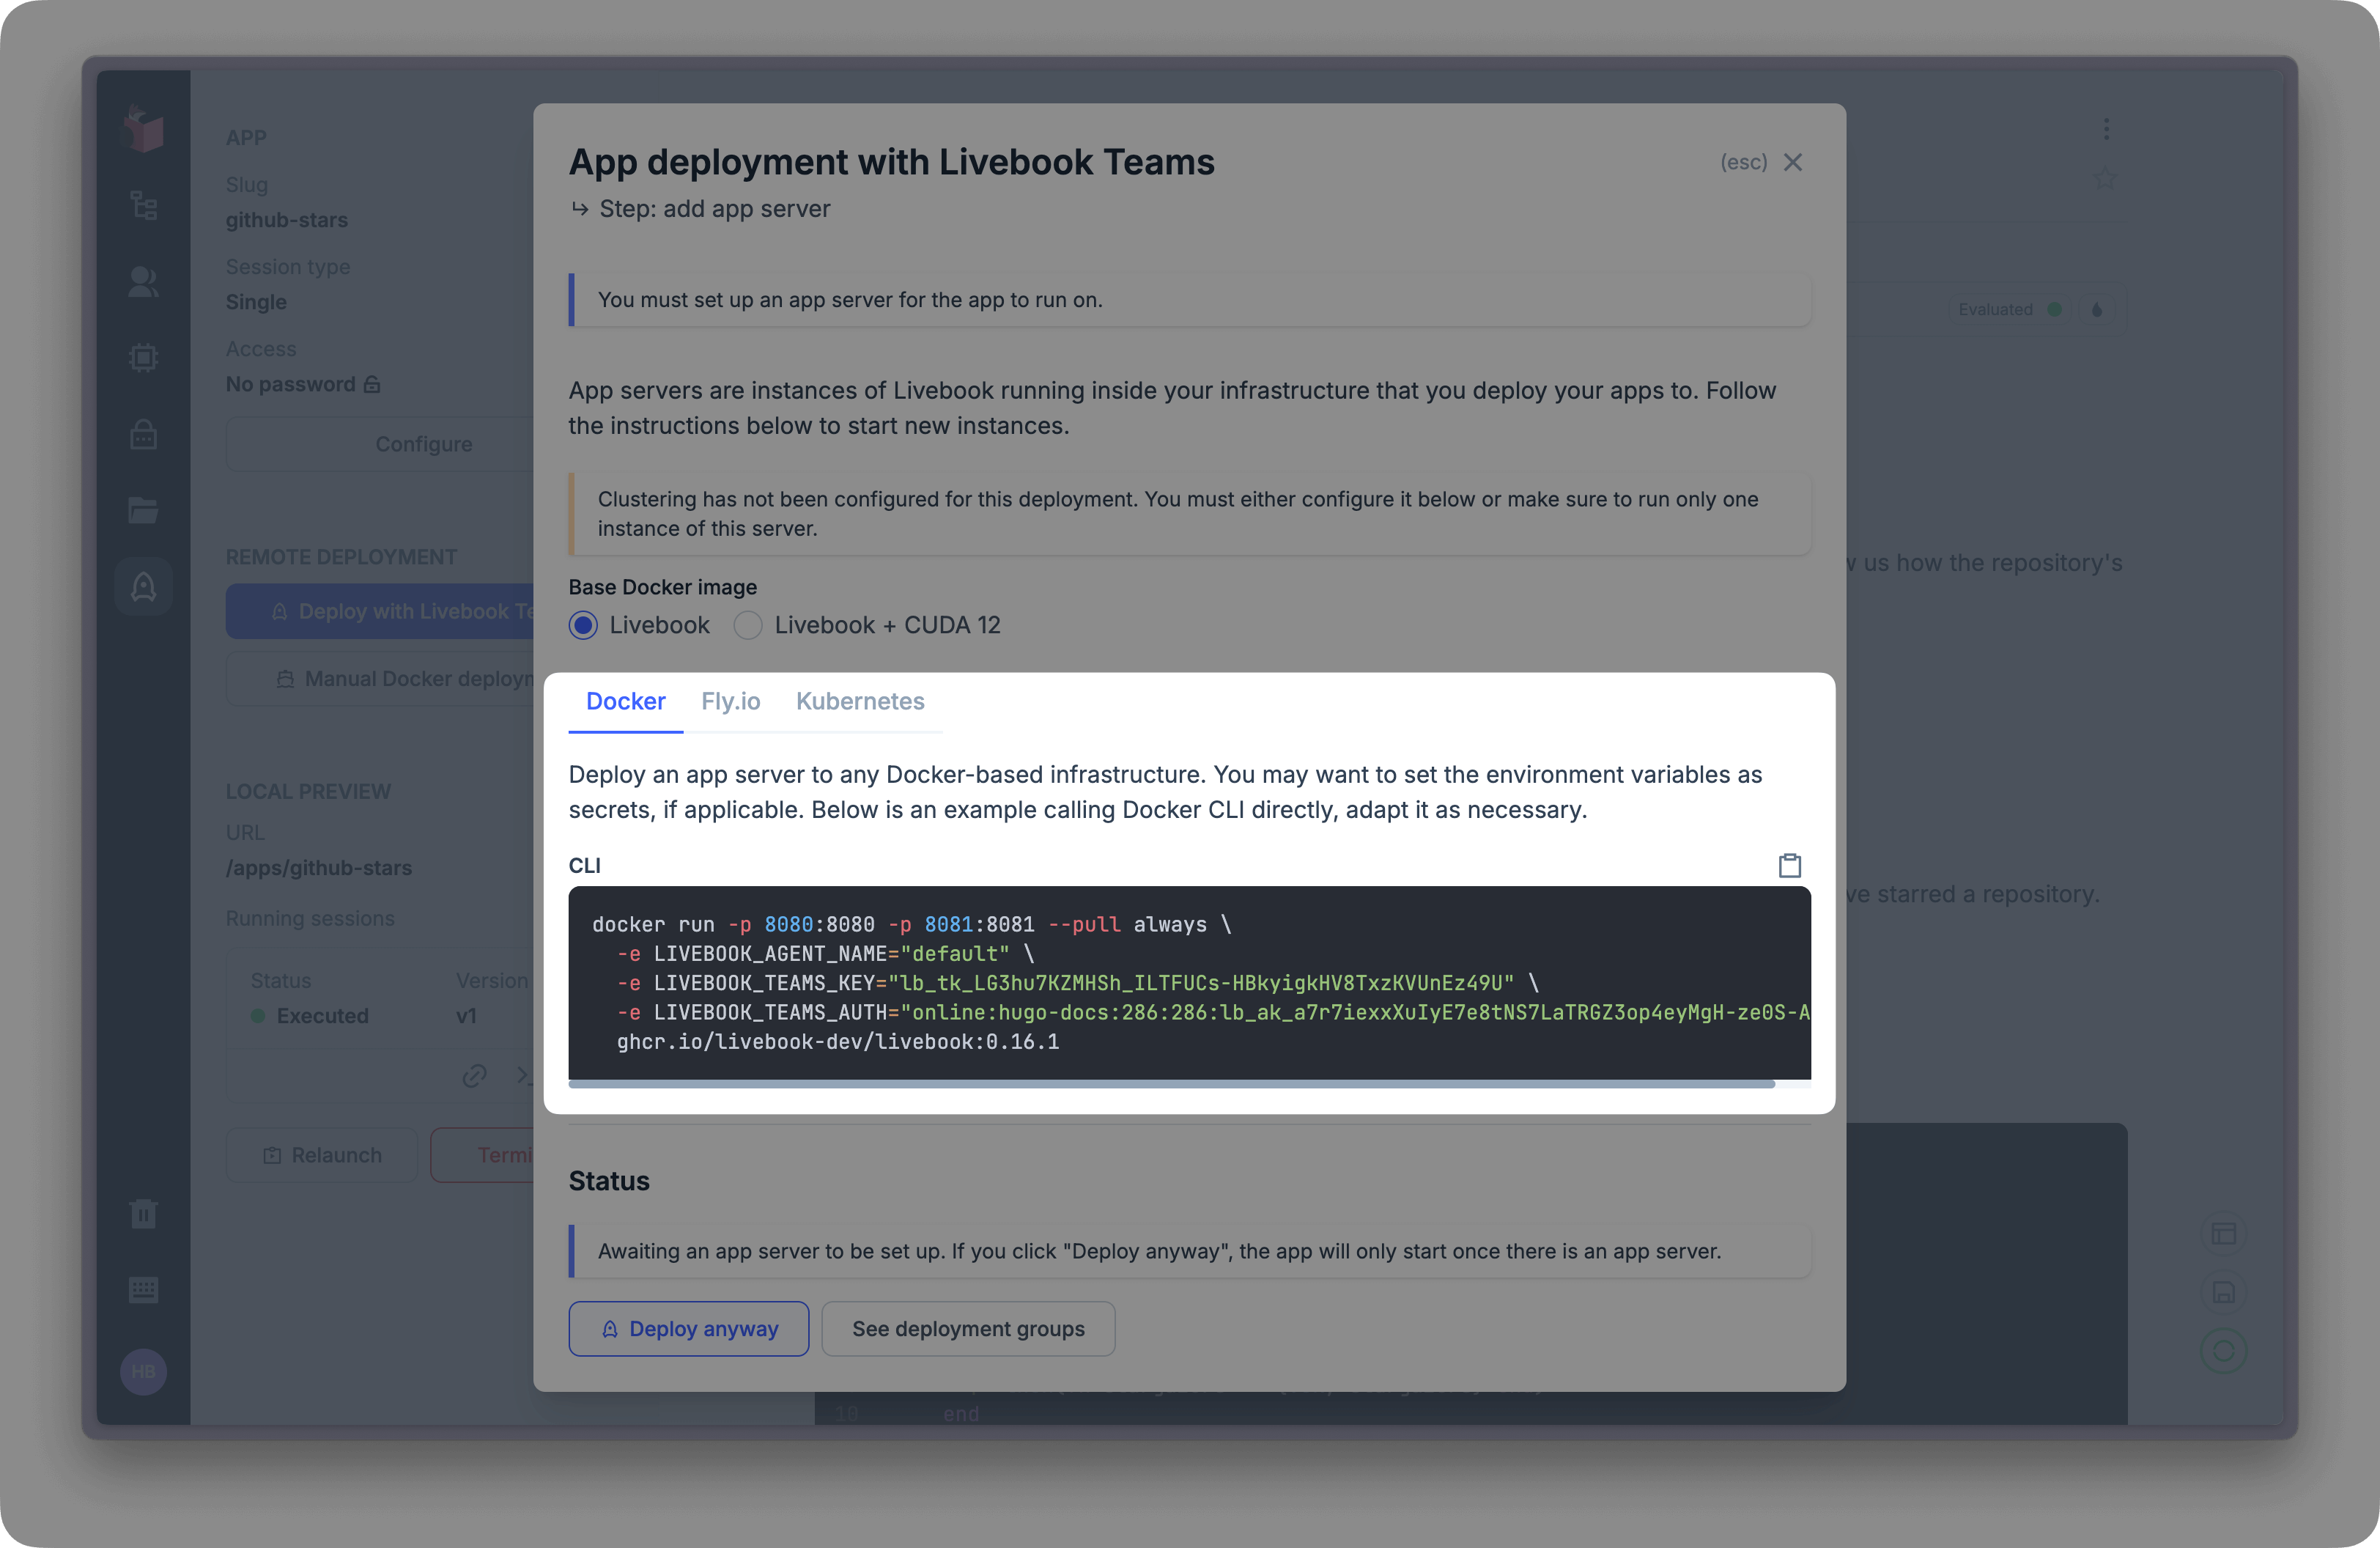 APP
Slug
github-stars
Session type
Single
Access
No password
Configure
REMOTE DEPLOYMENT
Deploy with Livebook Te
Manual Docker deployn
LOCAL PREVIEW
URL
/apps/github-stars
Running sessions
Status Version
Executed v1
Relaunch Termi
HB
App deployment with Livebook Teams
(esc)
Step: add app server
You must set up an app server for the app to run on.
App servers are instances of Livebook running inside your infrastructure that you deploy your apps to. Follow
the instructions below to start new instances.
Clustering has not been configured for this deployment. You must either configure it below or make sure to run only one
instance of this server.
Base Docker image
Livebook Livebook + CUDA 12
Docker Fly.io Kubernetes
Deploy an app server to any Docker-based infrastructure. You may want to set the environment variables as
secrets, if applicable. Below is an example calling Docker CLI directly, adapt it as necessary.
CLI
docker run -p 8080:8080 -p 8081:8081 --pull always \
-e LIVEBOOK_AGENT_NAME="default" \
-e LIVEBOOK_TEAMS_KEY="lb_tk_LG3hu7KZMHSh_ILTFUCs-HBkyigkHV8TxzKVUnEz49U" \
-e LIVEBOOK_TEAMS_AUTH="online:hugo-docs:286:286:lb_ak_a7r7iexxXuIyE7e8tNS7LaTRGZ3op4eyMgH-ze0S-A
ghcr.io/livebook-dev/livebook:0.16.1
Status
Awaiting an app server to be set up. If you click "Deploy anyway", the app will only start once there is an app server.
Deploy anyway See deployment groups
Evaluated
us how the repository's
ve starred a repository.
10 end